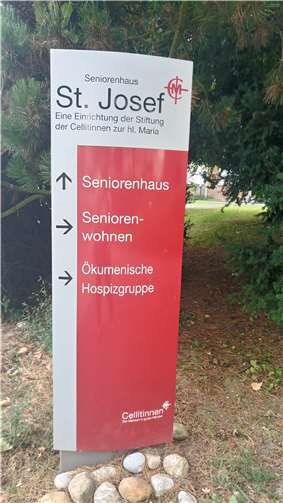 Seniorenhaus
St. Josef
Eine Einrichtung der Stiftung
der Cellitinnen zur hl. Maria
↑ Seniorenhaus
→ Senioren-
wohnen
→ Ökumenische
Hospizgruppe
Cellitinnen